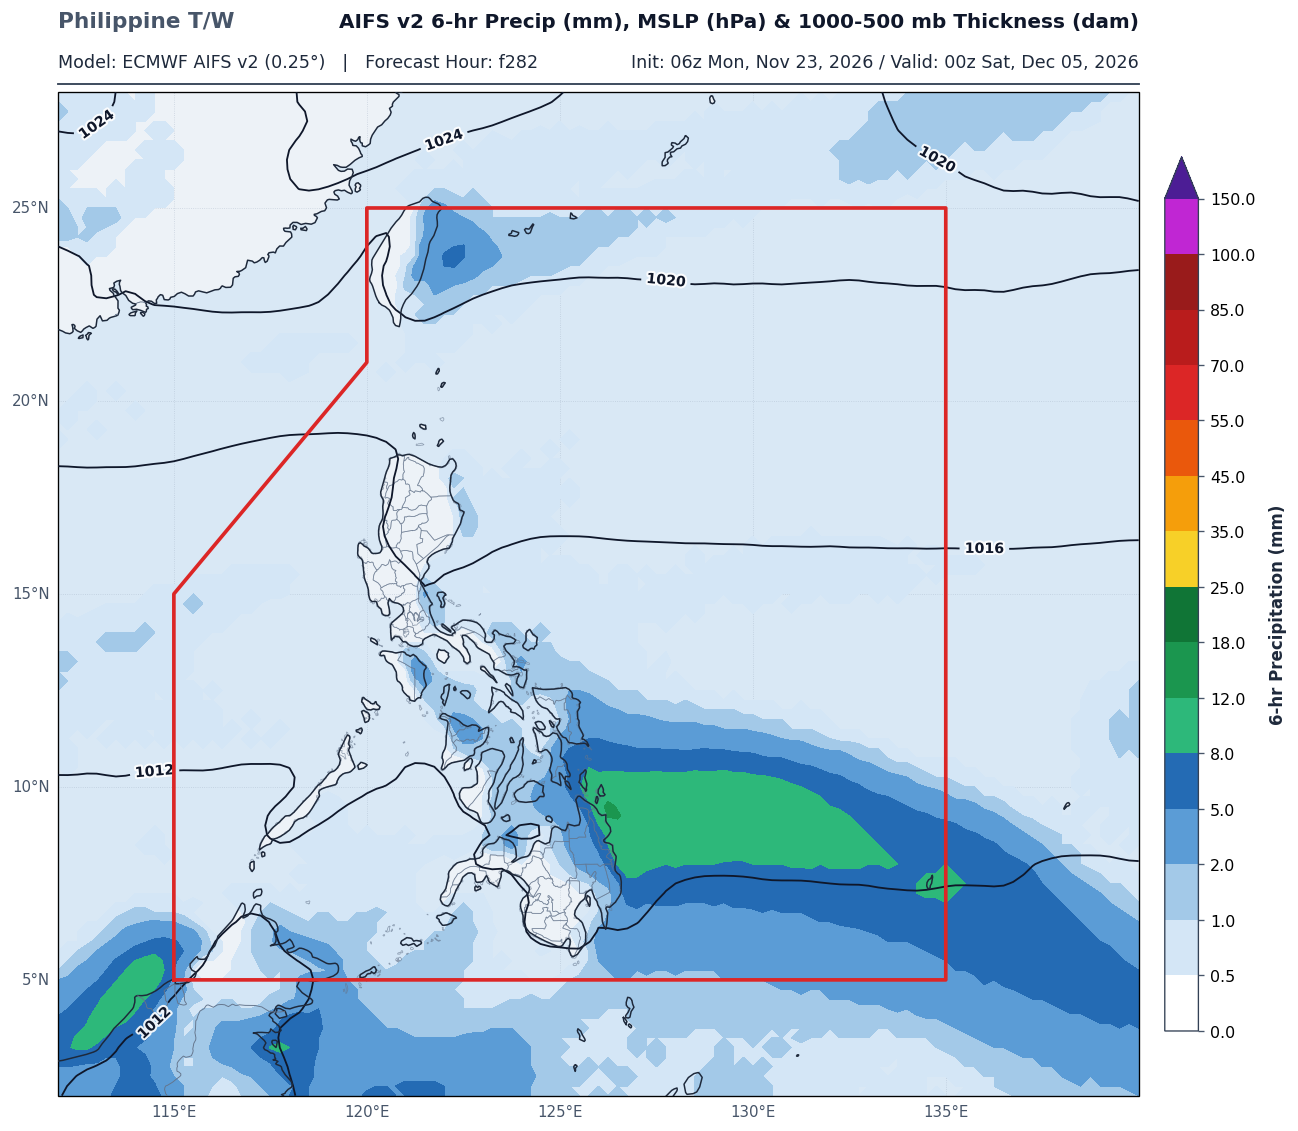 Philippine T/W
AIFS v2 6-hr Precip (mm), MSLP (hPa) & 1000-500 mb Thickness (dam)
Model: ECMWF AIFS v2 (0.25°) | Forecast Hour: f282
Init: 06z Mon, Nov 23, 2026 / Valid: 00z Sat, Dec 05, 2026
1024
1024
1020
25°N
1020
20°N
1016
15°N
1012
10°N
5°N
1012
115°E
120°E
125°E
130°E
135°E
150.0
100.0
85.0
70.0
55.0
45.0
35.0
25.0
18.0
12.0
8.0
5.0
2.0
1.0
0.5
0.0
6-hr Precipitation (mm)